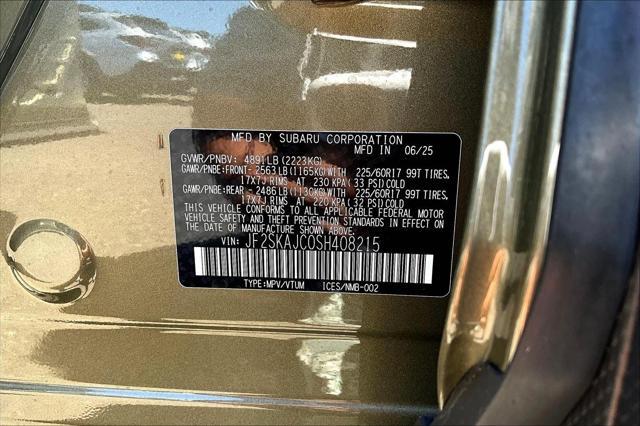 MFD BY SUBARU CORPORATION
MFD IN 06/25
GVWR/PNBV: 4891LB (2223KG)
GAWR/PNBE:FRONT- 2563LB (1165KG)WITH 225/60R17 99T TIRES,
17X7J RIMS AT 230 KPA(33 PSI)COLD
GAWR/PNBE:REAR - 2486LB (1130KG)WITH 225/60R17 99T TIRES,
17X7J RIMS AT 220 KPA(32 PSI)COLD
THIS VEHICLE CONFORMS TO ALL APPLICABLE FEDERAL MOTOR
VEHICLE SAFETY AND THEFT PREVENTION STANDARDS IN EFFECT ON
THE DATE OF MANUFACTURE SHOWN ABOVE.
VIN: JF2SKAJC0SH408215
TYPE:MPV/VTUM ICES/NMB-002